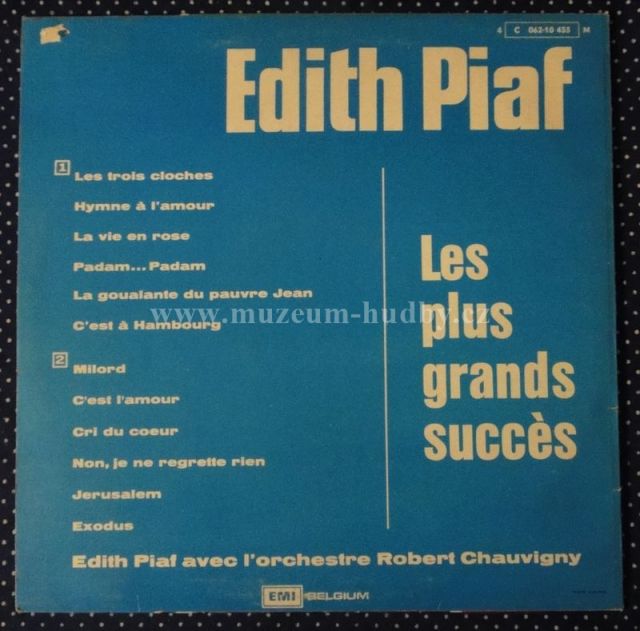 4 C 062-10 455 M
Edith Piaf
1 Les trois cloches
Hymne à l'amour
La vie en rose
Padam... Padam
La goualante du pauvre Jean
C'est à Hambourg
2 Milord
C'est l'amour
Cri du coeur
Non, je ne regrette rien
Jerusalem
Exodus
Les
plus
grands
succès
www.muzeum-hudby.cz
Edith Piaf avec l'orchestre Robert Chauvigny
EMI BELGIUM